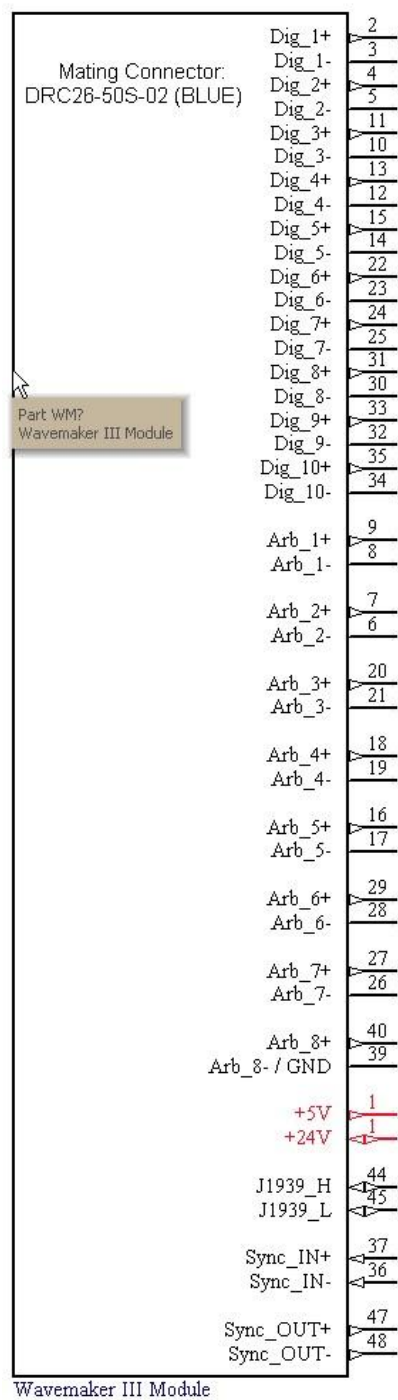 Mating Connector:
DRC26-50S-02 (BLUE)
Dig_1+ 2
Dig_1- 3
Dig_2+ 4
Dig_2- 5
Dig_3+ 11
Dig_3- 10
Dig_4+ 13
Dig_4- 12
Dig_5+ 15
Dig_5- 14
Dig_6+ 22
Dig_6- 23
Dig_7+ 24
Dig_7- 25
Dig_8+ 31
Dig_8- 30
Dig_9+ 33
Dig_9- 32
Dig_10+ 35
Dig_10- 34
Part WM?
Wavemaker III Module
Arb_1+ 9
Arb_1- 8
Arb_2+ 7
Arb_2- 6
Arb_3+ 20
Arb_3- 21
Arb_4+ 18
Arb_4- 19
Arb_5+ 16
Arb_5- 17
Arb_6+ 29
Arb_6- 28
Arb_7+ 27
Arb_7- 26
Arb_8+ 40
Arb_8- / GND 39
+5V 1
+24V 1
J1939_H 44
J1939_L 45
Sync_IN+ 37
Sync_IN- 36
Sync_OUT+ 47
Sync_OUT- 48
Wavemaker III Module